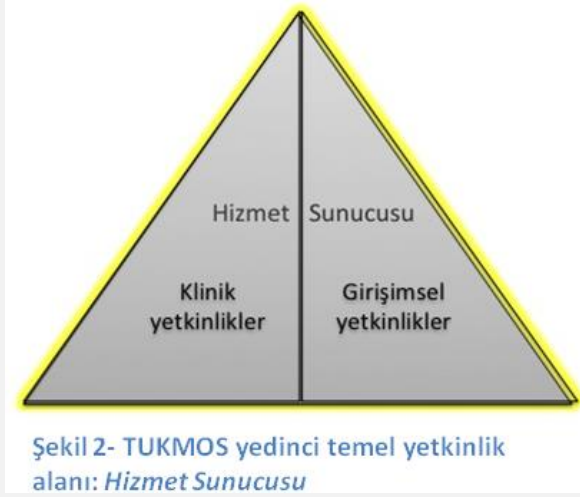 Hizmet Sunucusu
Klinik yetkinlikler
Girişimsel yetkinlikler
Şekil 2- TUKMOS yedinci temel yetkinlik
alanı: Hizmet Sunucusu